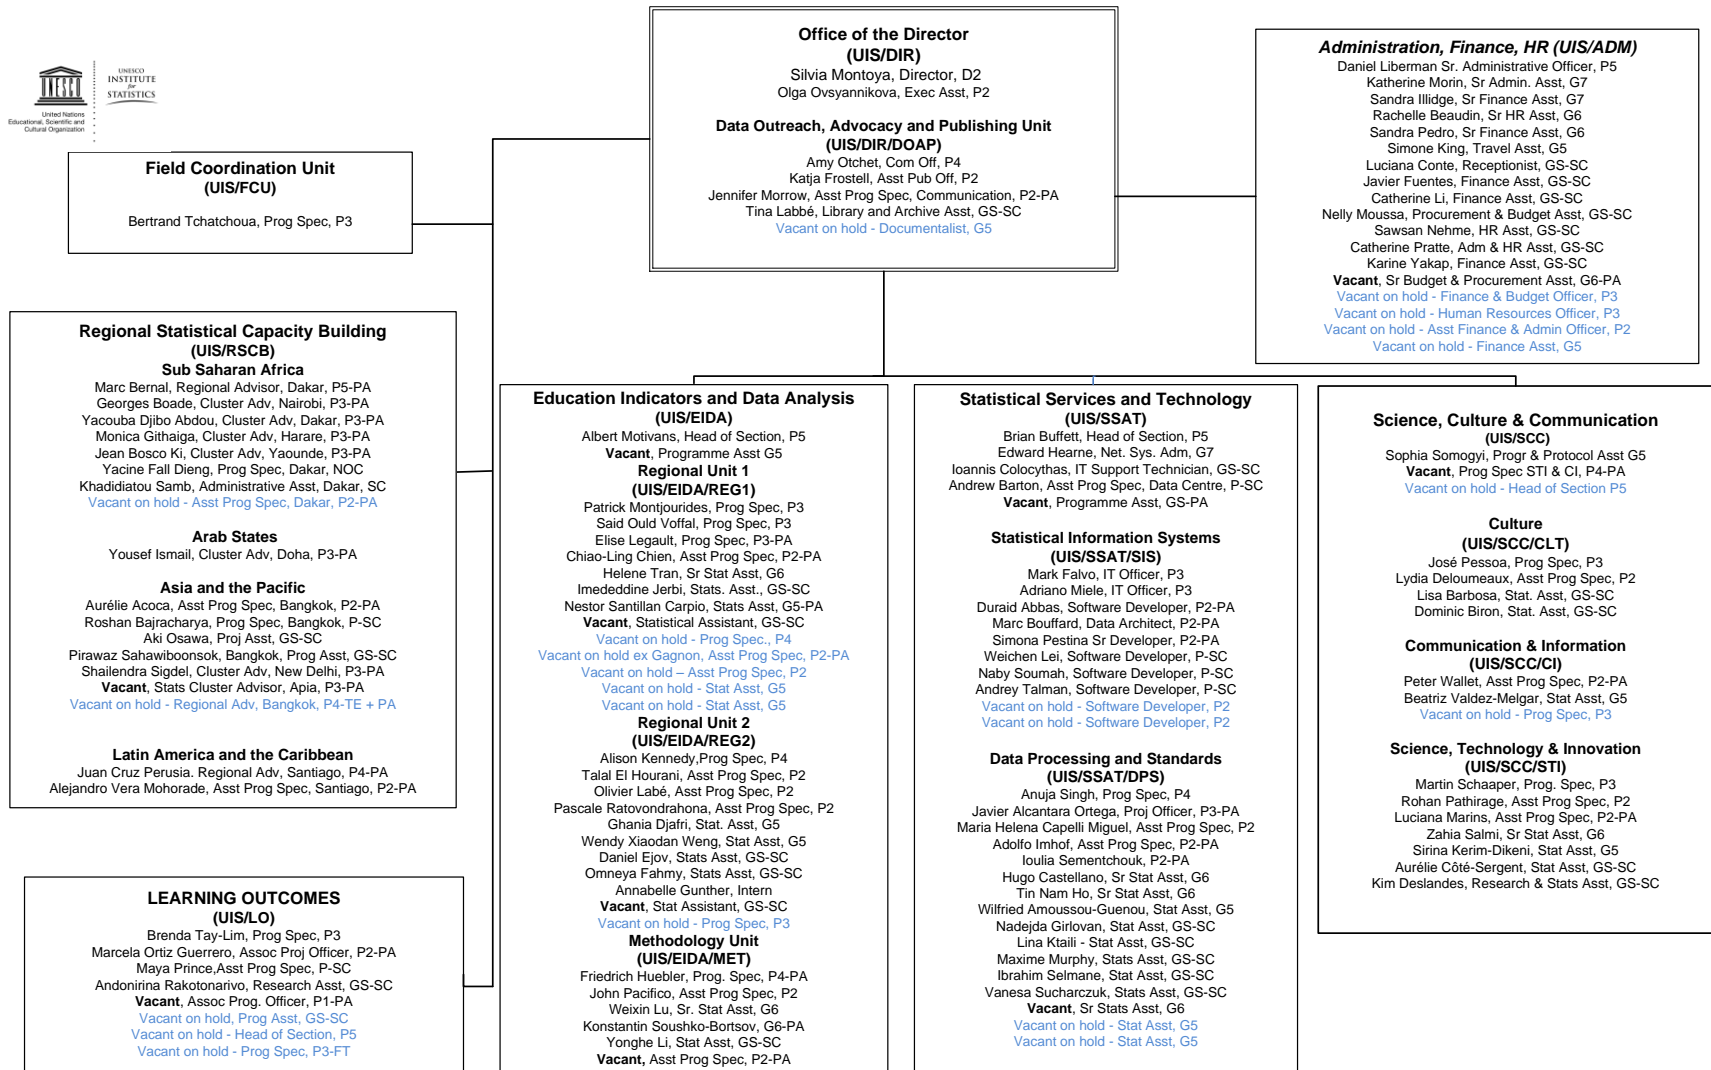 UNESCO
INSTITUTE
for
STATISTICS
UNESCO
United Nations
Educational, Scientific and
Cultural Organization
Office of the Director
(UIS/DIR)
Silvia Montoya, Director, D2
Olga Ovsyannikova, Exec Asst, P2
Data Outreach, Advocacy and Publishing Unit
(UIS/DIR/DOAP)
Amy Otchet, Com Off, P4
Katja Frostell, Asst Pub Off, P2
Jennifer Morrow, Asst Prog Spec, Communication, P2-PA
Tina Labbé, Library and Archive Asst, GS-SC
Vacant on hold - Documentalist, G5
Administration, Finance, HR (UIS/ADM)
Daniel Liberman Sr. Administrative Officer, P5
Katherine Morin, Sr Admin. Asst, G7
Sandra Illidge, Sr Finance Asst, G7
Rachelle Beaudin, Sr HR Asst, G6
Sandra Pedro, Sr Finance Asst, G6
Simone King, Travel Asst, G5
Luciana Conte, Receptionist, GS-SC
Javier Fuentes, Finance Asst, GS-SC
Catherine Li, Finance Asst, GS-SC
Nelly Moussa, Procurement & Budget Asst, GS-SC
Sawsan Nehme, HR Asst, GS-SC
Catherine Pratte, Adm & HR Asst, GS-SC
Karine Yakap, Finance Asst, GS-SC
Vacant, Sr Budget & Procurement Asst, G6-PA
Vacant on hold - Finance & Budget Officer, P3
Vacant on hold - Human Resources Officer, P3
Vacant on hold - Asst Finance & Admin Officer, P2
Vacant on hold - Finance Asst, G5
Field Coordination Unit
(UIS/FCU)
Bertrand Tchatchoua, Prog Spec, P3
Regional Statistical Capacity Building
(UIS/RSCB)
Sub Saharan Africa
Marc Bernal, Regional Advisor, Dakar, P5-PA
Georges Boade, Cluster Adv, Nairobi, P3-PA
Yacouba Djibo Abdou, Cluster Adv, Dakar, P3-PA
Monica Githaiga, Cluster Adv, Harare, P3-PA
Jean Bosco Ki, Cluster Adv, Yaounde, P3-PA
Yacine Fall Dieng, Prog Spec, Dakar, NOC
Khadidiatou Samb, Administrative Asst, Dakar, SC
Vacant on hold - Asst Prog Spec, Dakar, P2-PA
Arab States
Yousef Ismail, Cluster Adv, Doha, P3-PA
Asia and the Pacific
Aurélie Acoca, Asst Prog Spec, Bangkok, P2-PA
Roshan Bajracharya, Prog Spec, Bangkok, P-SC
Aki Osawa, Proj Asst, GS-SC
Pirawaz Sahawiboonsok, Bangkok, Prog Asst, GS-SC
Shailendra Sigdel, Cluster Adv, New Delhi, P3-PA
Vacant, Stats Cluster Advisor, Apia, P3-PA
Vacant on hold - Regional Adv, Bangkok, P4-TE + PA
Latin America and the Caribbean
Juan Cruz Perusia. Regional Adv, Santiago, P4-PA
Alejandro Vera Mohorade, Asst Prog Spec, Santiago, P2-PA
LEARNING OUTCOMES
(UIS/LO)
Brenda Tay-Lim, Prog Spec, P3
Marcela Ortiz Guerrero, Assoc Proj Officer, P2-PA
Maya Prince,Asst Prog Spec, P-SC
Andonirina Rakotonarivo, Research Asst, GS-SC
Vacant, Assoc Prog. Officer, P1-PA
Vacant on hold, Prog Asst, GS-SC
Vacant on hold - Head of Section, P5
Vacant on hold - Prog Spec, P3-FT
Education Indicators and Data Analysis
(UIS/EIDA)
Albert Motivans, Head of Section, P5
Vacant, Programme Asst G5
Regional Unit 1
(UIS/EIDA/REG1)
Patrick Montjourides, Prog Spec, P3
Said Ould Voffal, Prog Spec, P3
Elise Legault, Prog Spec, P3-PA
Chiao-Ling Chien, Asst Prog Spec, P2-PA
Helene Tran, Sr Stat Asst, G6
Imededdine Jerbi, Stats. Asst., GS-SC
Nestor Santillan Carpio, Stats Asst, G5-PA
Vacant, Statistical Assistant, GS-SC
Vacant on hold - Prog Spec., P4
Vacant on hold ex Gagnon, Asst Prog Spec, P2-PA
Vacant on hold – Asst Prog Spec, P2
Vacant on hold - Stat Asst, G5
Vacant on hold - Stat Asst, G5
Regional Unit 2
(UIS/EIDA/REG2)
Alison Kennedy,Prog Spec, P4
Talal El Hourani, Asst Prog Spec, P2
Olivier Labé, Asst Prog Spec, P2
Pascale Ratovondrahona, Asst Prog Spec, P2
Ghania Djafri, Stat. Asst, G5
Wendy Xiaodan Weng, Stat Asst, G5
Daniel Ejov, Stats Asst, GS-SC
Omneya Fahmy, Stats Asst, GS-SC
Annabelle Gunther, Intern
Vacant, Stat Assistant, GS-SC
Vacant on hold - Prog Spec, P3
Methodology Unit
(UIS/EIDA/MET)
Friedrich Huebler, Prog. Spec, P4-PA
John Pacifico, Asst Prog Spec, P2
Weixin Lu, Sr. Stat Asst, G6
Konstantin Soushko-Bortsov, G6-PA
Yonghe Li, Stat Asst, GS-SC
Vacant, Asst Prog Spec, P2-PA
Statistical Services and Technology
(UIS/SSAT)
Brian Buffett, Head of Section, P5
Edward Hearne, Net. Sys. Adm, G7
Ioannis Colocythas, IT Support Technician, GS-SC
Andrew Barton, Asst Prog Spec, Data Centre, P-SC
Vacant, Programme Asst, GS-PA
Statistical Information Systems
(UIS/SSAT/SIS)
Mark Falvo, IT Officer, P3
Adriano Miele, IT Officer, P3
Duraid Abbas, Software Developer, P2-PA
Marc Bouffard, Data Architect, P2-PA
Simona Pestina Sr Developer, P2-PA
Weichen Lei, Software Developer, P-SC
Naby Soumah, Software Developer, P-SC
Andrey Talman, Software Developer, P-SC
Vacant on hold - Software Developer, P2
Vacant on hold - Software Developer, P2
Data Processing and Standards
(UIS/SSAT/DPS)
Anuja Singh, Prog Spec, P4
Javier Alcantara Ortega, Proj Officer, P3-PA
Maria Helena Capelli Miguel, Asst Prog Spec, P2
Adolfo Imhof, Asst Prog Spec, P2-PA
Ioulia Sementchouk, P2-PA
Hugo Castellano, Sr Stat Asst, G6
Tin Nam Ho, Sr Stat Asst, G6
Wilfried Amoussou-Guenou, Stat Asst, G5
Nadejda Girlovan, Stat Asst, GS-SC
Lina Ktaili - Stat Asst, GS-SC
Maxime Murphy, Stats Asst, GS-SC
Ibrahim Selmane, Stat Asst, GS-SC
Vanesa Sucharczuk, Stats Asst, GS-SC
Vacant, Sr Stats Asst, G6
Vacant on hold - Stat Asst, G5
Vacant on hold - Stat Asst, G5
Science, Culture & Communication
(UIS/SCC)
Sophia Somogyi, Progr & Protocol Asst G5
Vacant, Prog Spec STI & CI, P4-PA
Vacant on hold - Head of Section P5
Culture
(UIS/SCC/CLT)
José Pessoa, Prog Spec, P3
Lydia Deloumeaux, Asst Prog Spec, P2
Lisa Barbosa, Stat. Asst, GS-SC
Dominic Biron, Stat. Asst, GS-SC
Communication & Information
(UIS/SCC/CI)
Peter Wallet, Asst Prog Spec, P2-PA
Beatriz Valdez-Melgar, Stat Asst, G5
Vacant on hold - Prog Spec, P3
Science, Technology & Innovation
(UIS/SCC/STI)
Martin Schaaper, Prog. Spec, P3
Rohan Pathirage, Asst Prog Spec, P2
Luciana Marins, Asst Prog Spec, P2-PA
Zahia Salmi, Sr Stat Asst, G6
Sirina Kerim-Dikeni, Stat Asst, G5
Aurélie Côté-Sergent, Stat Asst, GS-SC
Kim Deslandes, Research & Stats Asst, GS-SC